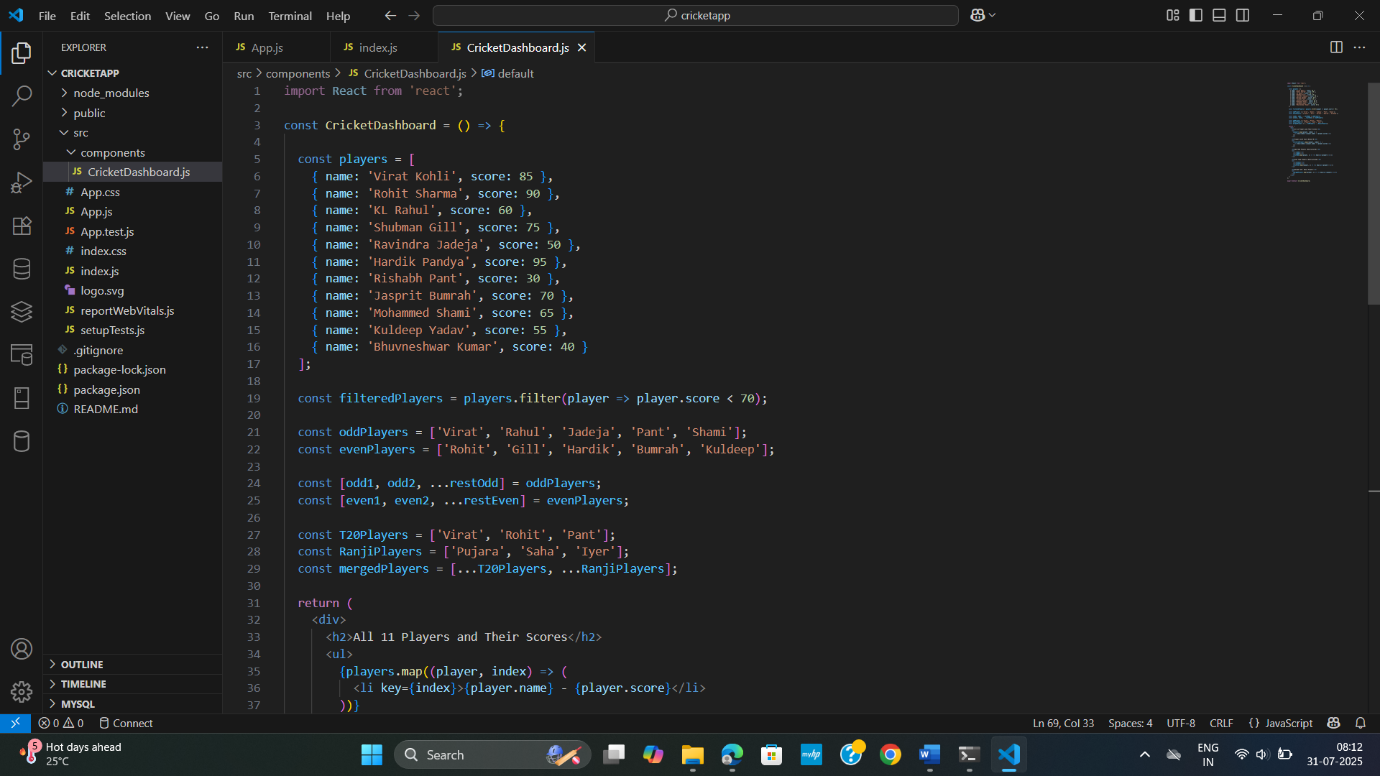 File Edit Selection View Go Run Terminal Help
cricketapp
EXPLORER
CRICKETAPP
node_modules
public
src
components
JS CricketDashboard.js
# App.css
JS App.js
JS App.test.js
# index.css
JS index.js
logo.svg
JS reportWebVitals.js
JS setupTests.js
.gitignore
{} package-lock.json
{} package.json
README.md
OUTLINE
TIMELINE
MYSQL
JS App.js JS index.js JS CricketDashboard.js
src > components > JS CricketDashboard.js > default
1 import React from 'react';
2
3 const CricketDashboard = () => {
4
5 const players = [
6 { name: 'Virat Kohli', score: 85 },
7 { name: 'Rohit Sharma', score: 90 },
8 { name: 'KL Rahul', score: 60 },
9 { name: 'Shubman Gill', score: 75 },
10 { name: 'Ravindra Jadeja', score: 50 },
11 { name: 'Hardik Pandya', score: 95 },
12 { name: 'Rishabh Pant', score: 30 },
13 { name: 'Jasprit Bumrah', score: 70 },
14 { name: 'Mohammed Shami', score: 65 },
15 { name: 'Kuldeep Yadav', score: 55 },
16 { name: 'Bhuvneshwar Kumar', score: 40 }
17 ];
18
19 const filteredPlayers = players.filter(player => player.score < 70);
20
21 const oddPlayers = ['Virat', 'Rahul', 'Jadeja', 'Pant', 'Shami'];
22 const evenPlayers = ['Rohit', 'Gill', 'Hardik', 'Bumrah', 'Kuldeep'];
23
24 const [odd1, odd2, ...restOdd] = oddPlayers;
25 const [even1, even2, ...restEven] = evenPlayers;
26
27 const T20Players = ['Virat', 'Rohit', 'Pant'];
28 const RanjiPlayers = ['Pujara', 'Saha', 'Iyer'];
29 const mergedPlayers = [...T20Players, ...RanjiPlayers];
30
31 return (
32 <div>
33 <h2>All 11 Players and Their Scores</h2>
34 <ul>
35 {players.map((player, index) => (
36 <li key={index}>{player.name} - {player.score}</li>
37 ))}
0 0 Connect
Ln 69, Col 33 Spaces: 4 UTF-8 CRLF {} JavaScript
5
Hot days ahead
25°C
Search
ENG
IN
08:12
31-07-2025